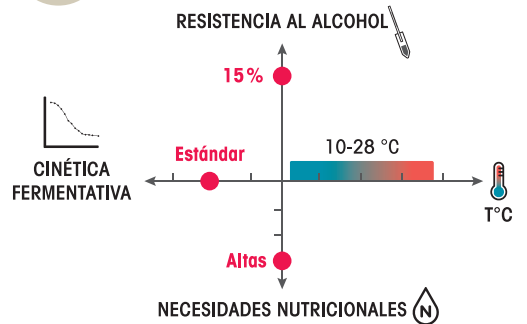 RESISTENCIA AL ALCOHOL
15%
Estándar
10-28 °C
CINÉTICA
FERMENTATIVA
T°C
Altas
NECESIDADES NUTRICIONALES N